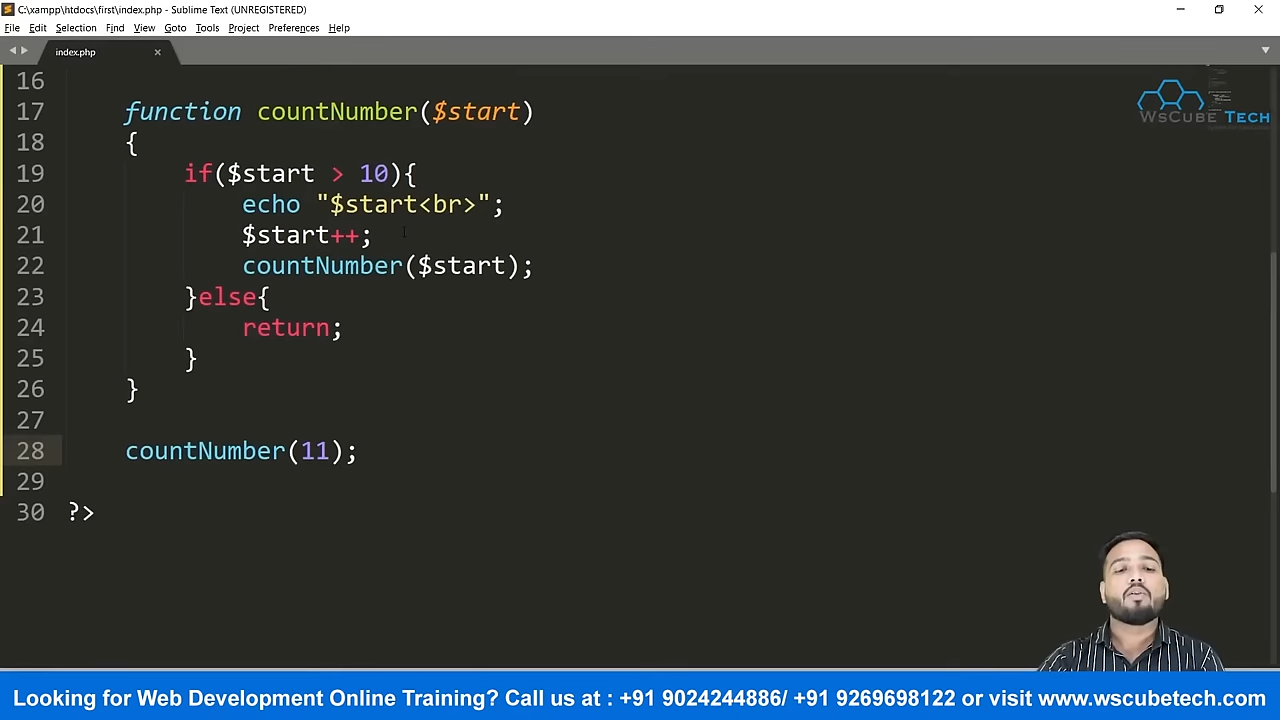 C:\xampp\htdocs\first\index.php - Sublime Text (UNREGISTERED)
File Edit Selection Find View Goto Tools Project Preferences Help
index.php
16
17 function countNumber($start)
18 {
19 if($start > 10){
20 echo "$start<br>";
21 $start++;
22 countNumber($start);
23 }else{
24 return;
25 }
26 }
27
28 countNumber(11);
29
30 ?>
WsCube Tech
Looking for Web Development Online Training? Call us at : +91 9024244886/ +91 9269698122 or visit www.wscubetech.com